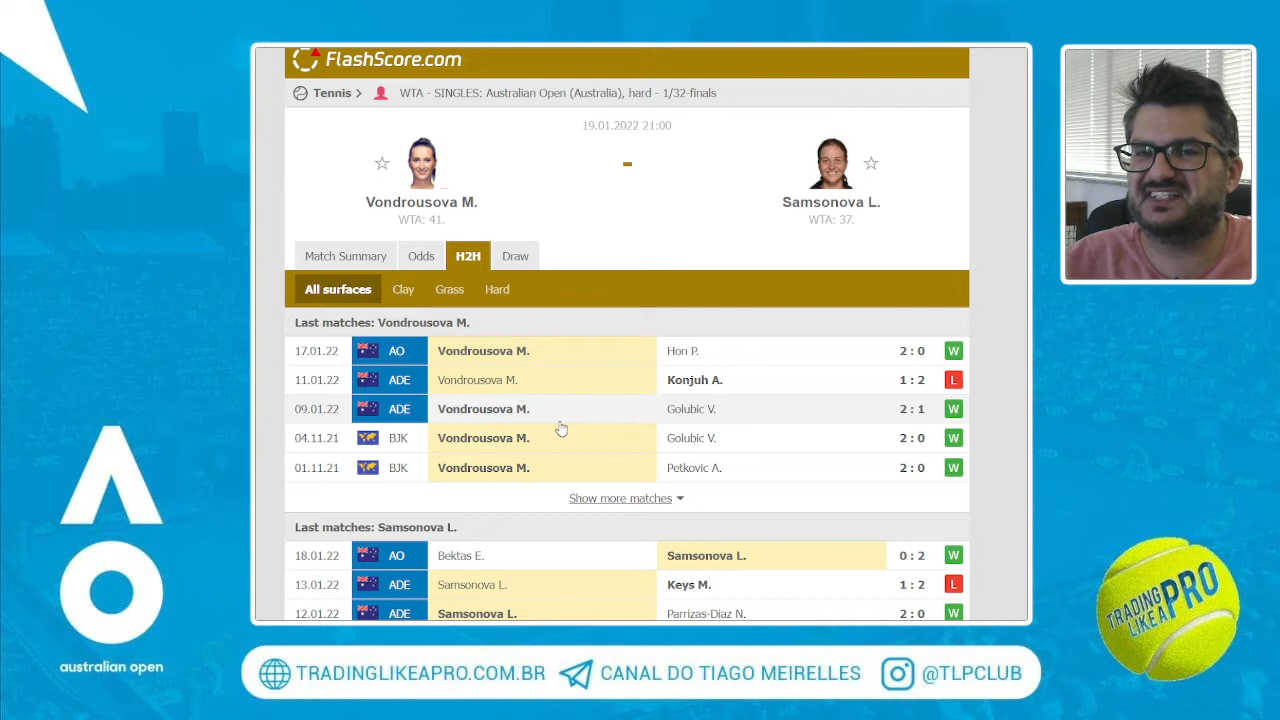 FlashScore.com
Tennis > WTA - SINGLES: Australian Open (Australia), hard - 1/32-finals
19.01.2022 21:00
-
Vondrousova M. Samsonova L.
WTA: 41. WTA: 37.
Match Summary Odds H2H Draw
All surfaces Clay Grass Hard
Last matches: Vondrousova M.
17.01.22 AO Vondrousova M. Hon P. 2 : 0 W
11.01.22 ADE Vondrousova M. Konjuh A. 1 : 2 L
09.01.22 ADE Vondrousova M. Golubic V. 2 : 1 W
04.11.21 BJK Vondrousova M. Golubic V. 2 : 0 W
01.11.21 BJK Vondrousova M. Petkovic A. 2 : 0 W
Show more matches
Last matches: Samsonova L.
18.01.22 AO Bektas E. Samsonova L. 0 : 2 W
13.01.22 ADE Samsonova L. Keys M. 1 : 2 L
12.01.22 ADE Samsonova L. Parrizas-Diaz N. 2 : 0 W
AO
australian open
TRADING
LIKE A
PRO
TRADINGLIKEAPRO.COM.BR CANAL DO TIAGO MEIRELLES @TLPCLUB